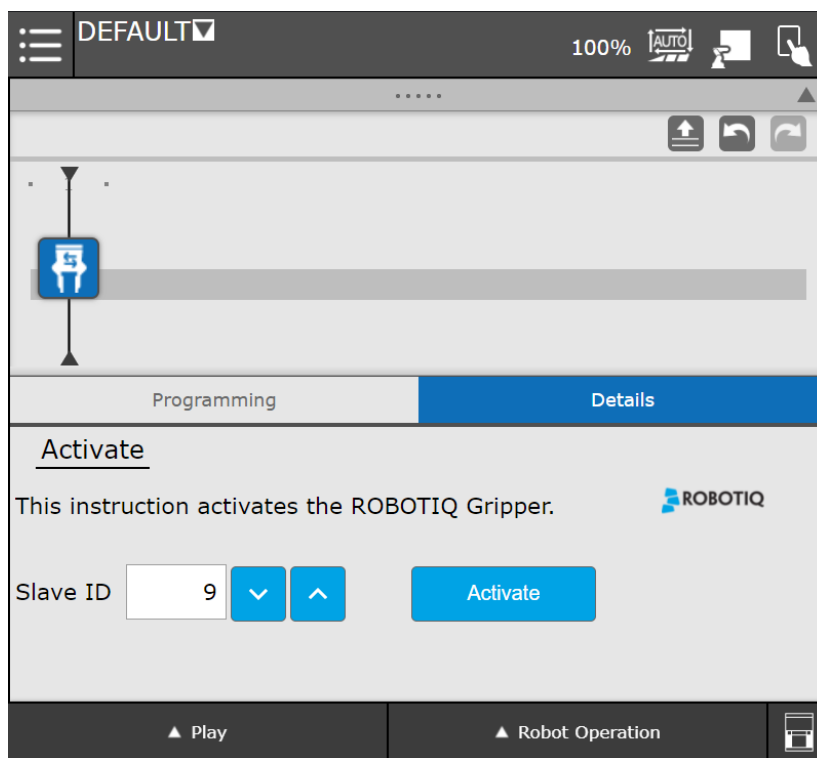 DEFAULT
100% AUTO
Programming Details
Activate
This instruction activates the ROBOTIQ Gripper.
ROBOTIQ
Slave ID 9 Activate
Play Robot Operation